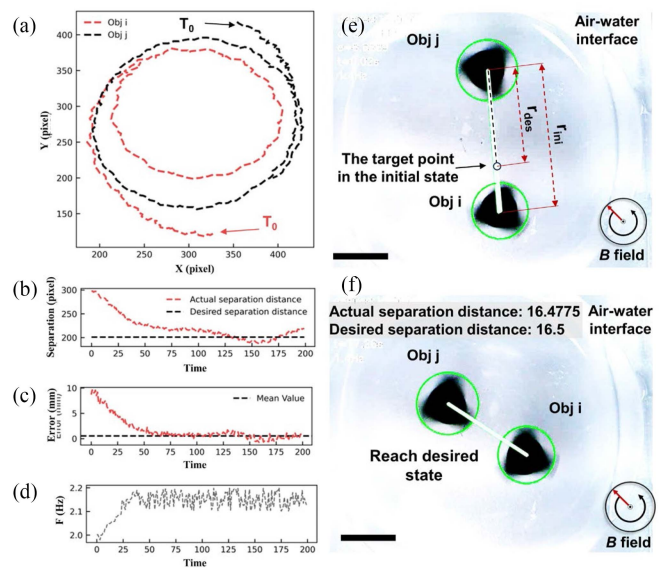 (a)
Obj i
Obj j
T0
T0
Y (pixel)
400
350
300
250
200
150
200
250
300
350
400
X (pixel)
(b)
Separation (pixel)
300
250
200
Actual separation distance
Desired separation distance
0
25
50
75
100
125
150
175
200
Time
(c)
Error (mm)
10
5
0
Mean Value
0
25
50
75
100
125
150
175
200
Time
(d)
F (Hz)
2.2
2.1
2.0
0
25
50
75
100
125
150
175
200
Time
(e)
Air-water
interface
Obj j
rdes
rini
The target point
in the initial state
Obj i
B field
(f)
Actual separation distance: 16.4775
Desired separation distance: 16.5
Air-water
interface
Obj j
Obj i
Reach desired
state
B field